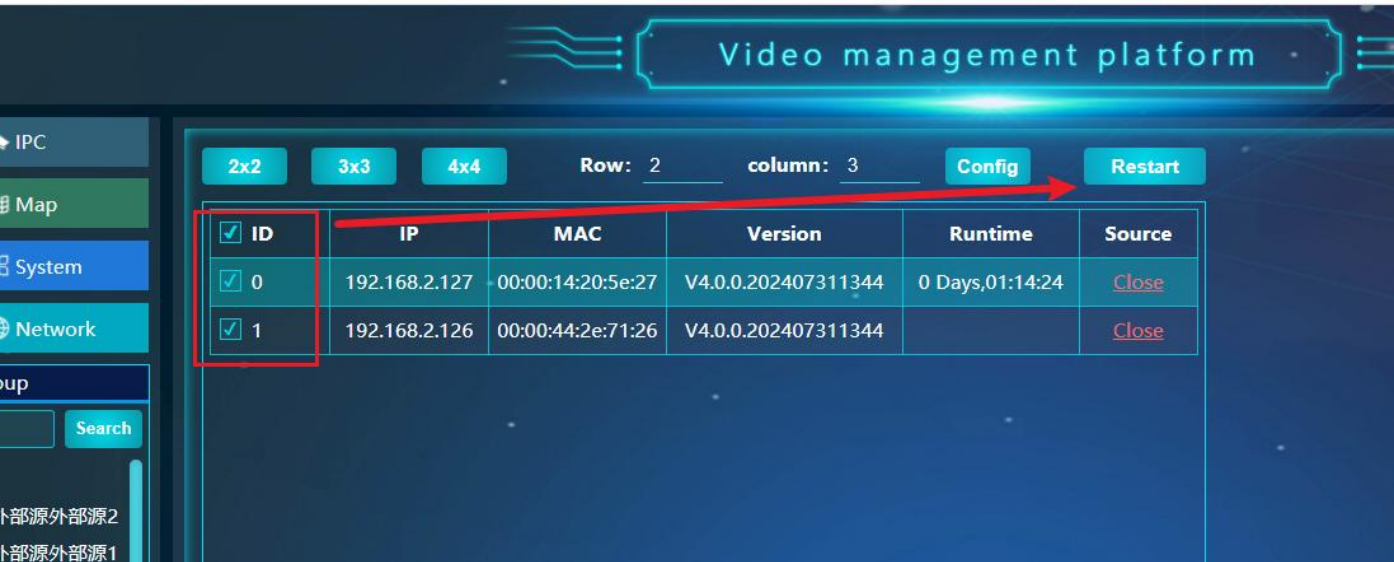 Video management platform
IPC
Map
System
Network
2x2 3x3 4x4 Row: 2 column: 3 Config Restart
ID IP MAC Version Runtime Source
0 192.168.2.127 00:00:14:20:5e:27 V4.0.0.202407311344 0 Days,01:14:24 Close
1 192.168.2.126 00:00:44:2e:71:26 V4.0.0.202407311344 Close
Search
部源外部源2
部源外部源1